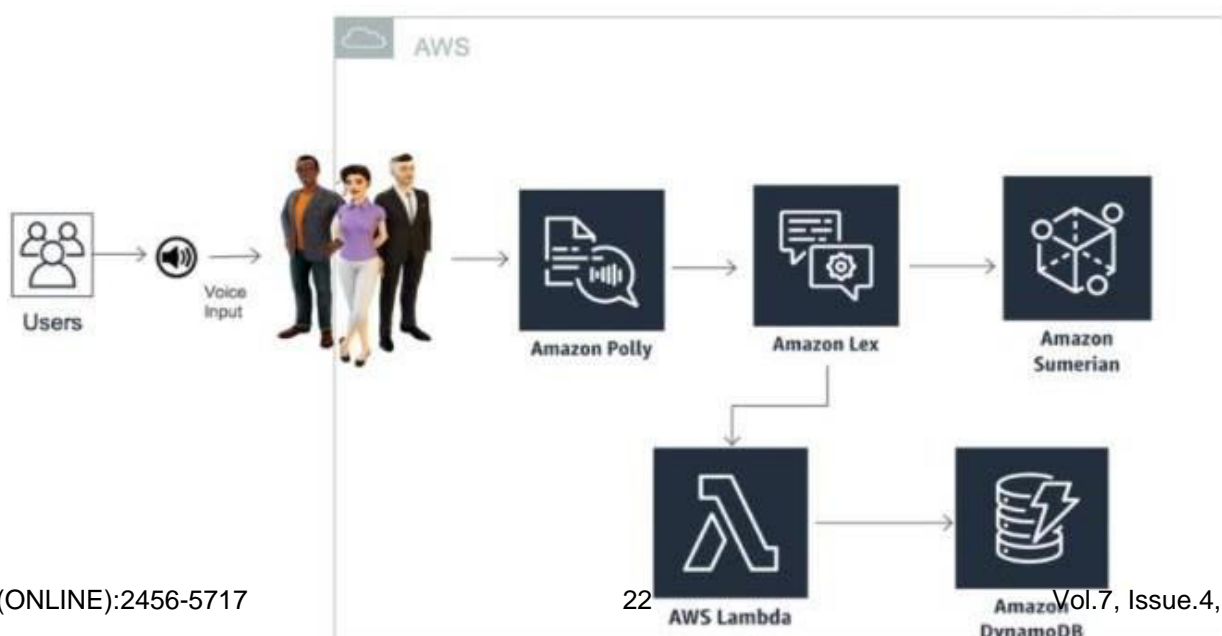 AWS
Voice
Input
Users
Amazon Polly
Amazon Lex
Amazon
Sumerian
AWS Lambda
Amazon
DynamoDB
(ONLINE):2456-5717
22
Vol.7, Issue.4,